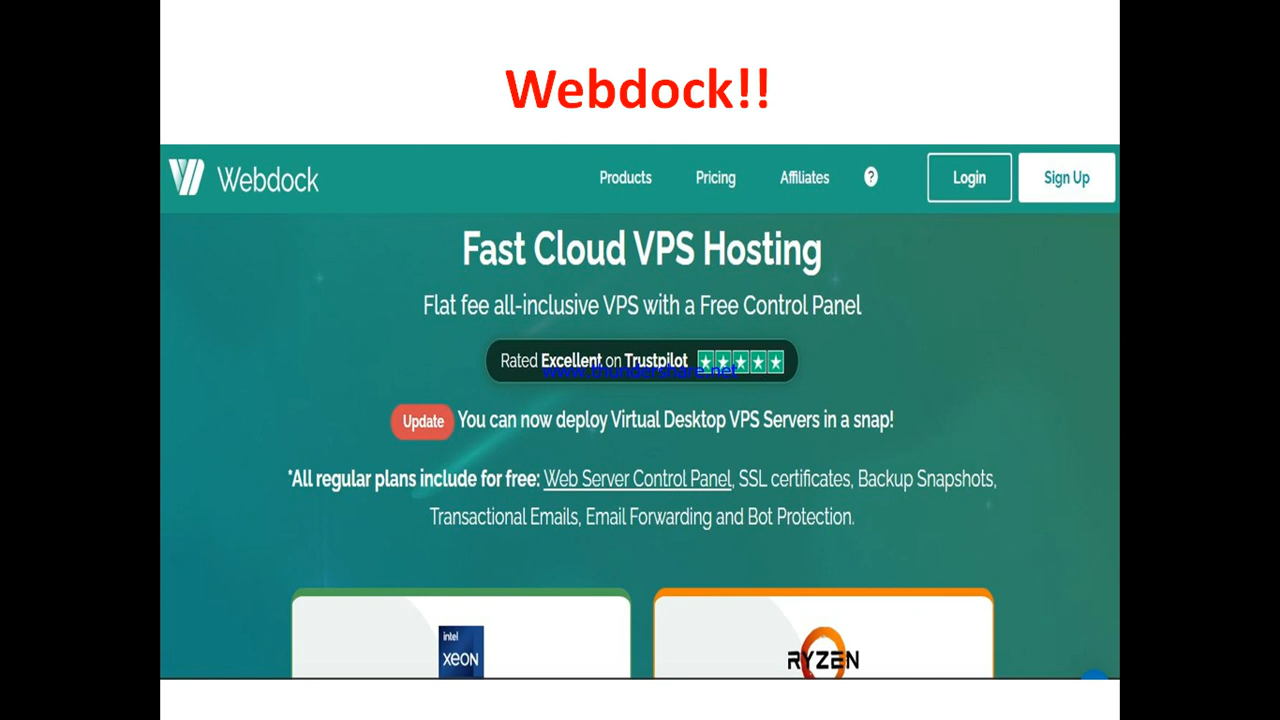 Webdock!!
Webdock
Products Pricing Affiliates ? Login Sign Up
Fast Cloud VPS Hosting
Flat fee all-inclusive VPS with a Free Control Panel
Rated Excellent on Trustpilot
www.thundershare.net
Update You can now deploy Virtual Desktop VPS Servers in a snap!
*All regular plans include for free: Web Server Control Panel, SSL certificates, Backup Snapshots,
Transactional Emails, Email Forwarding and Bot Protection.
intel
XEON
RYZEN